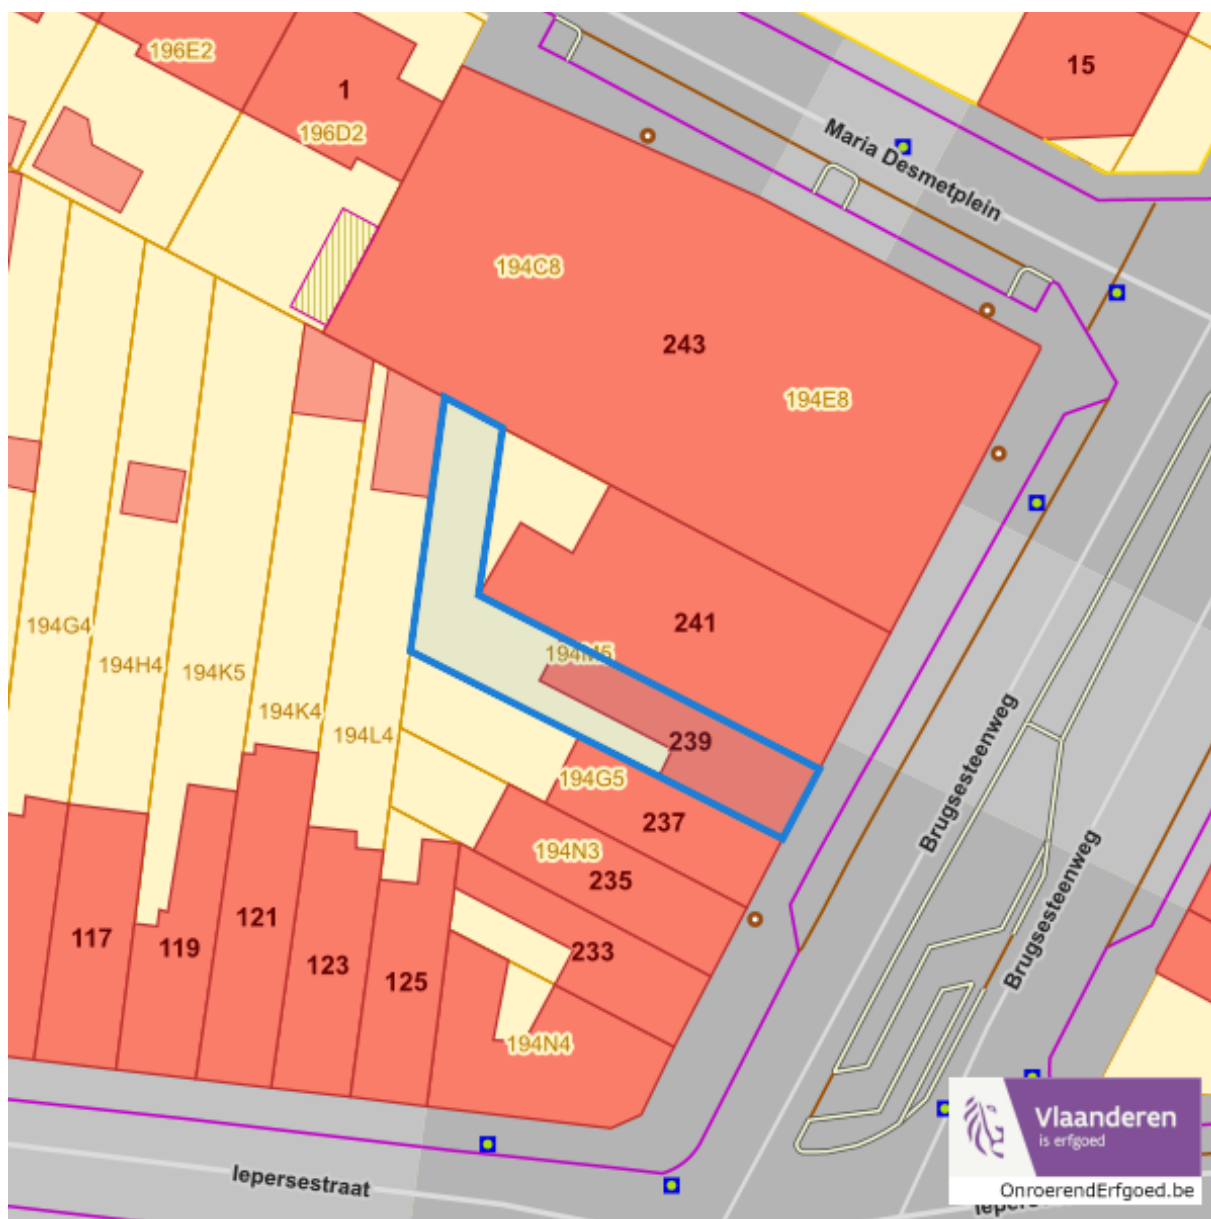 196E2
1
196D2
15
Maria Desmetplein
194C8
243
194E8
241
194M5
194G4
194H4
194K5
194K4
194L4
239
194G5
237
194N3
235
233
117
119
121
123
125
194N4
Brugsesteenweg
Brugsesteenweg
Iepersestraat
Vlaanderen
is erfgoed
OnroerendErfgoed.be